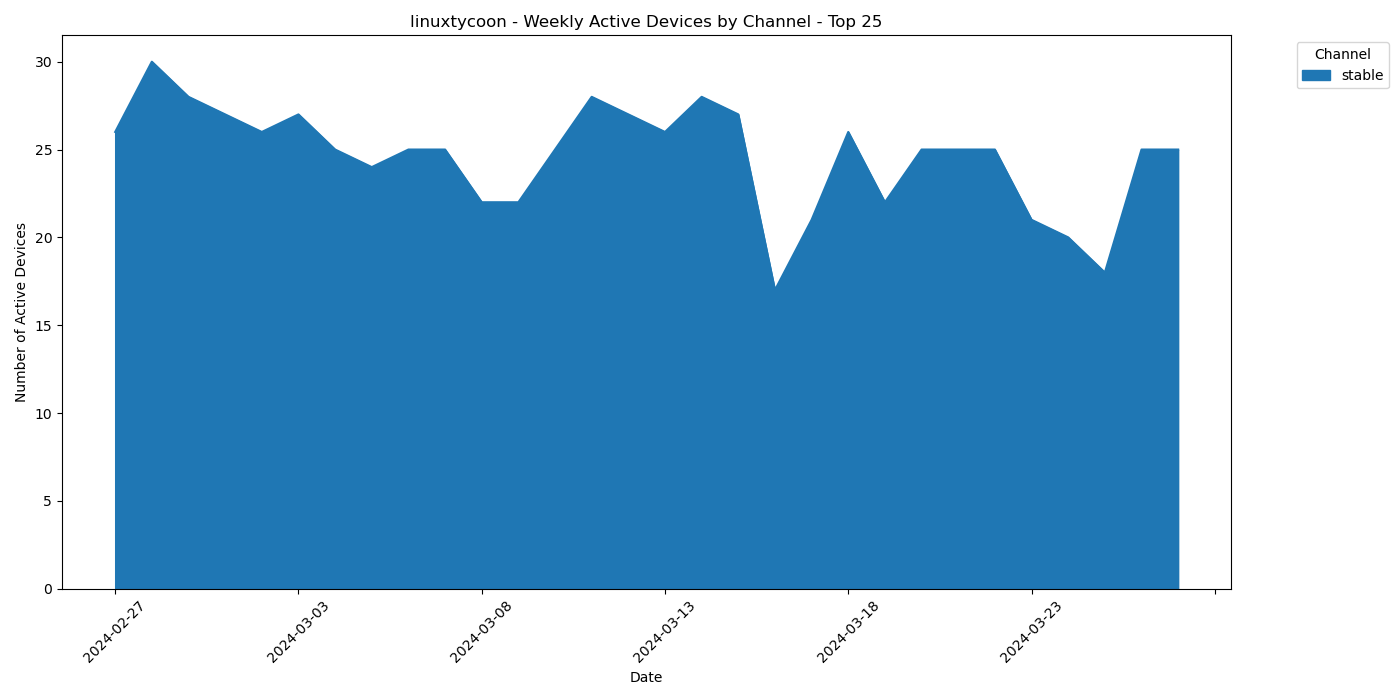 linuxtycoon - Weekly Active Devices by Channel - Top 25
Channel
stable
Number of Active Devices
30
25
20
15
10
5
0
2024-02-27
2024-03-03
2024-03-08
2024-03-13
2024-03-18
2024-03-23
Date